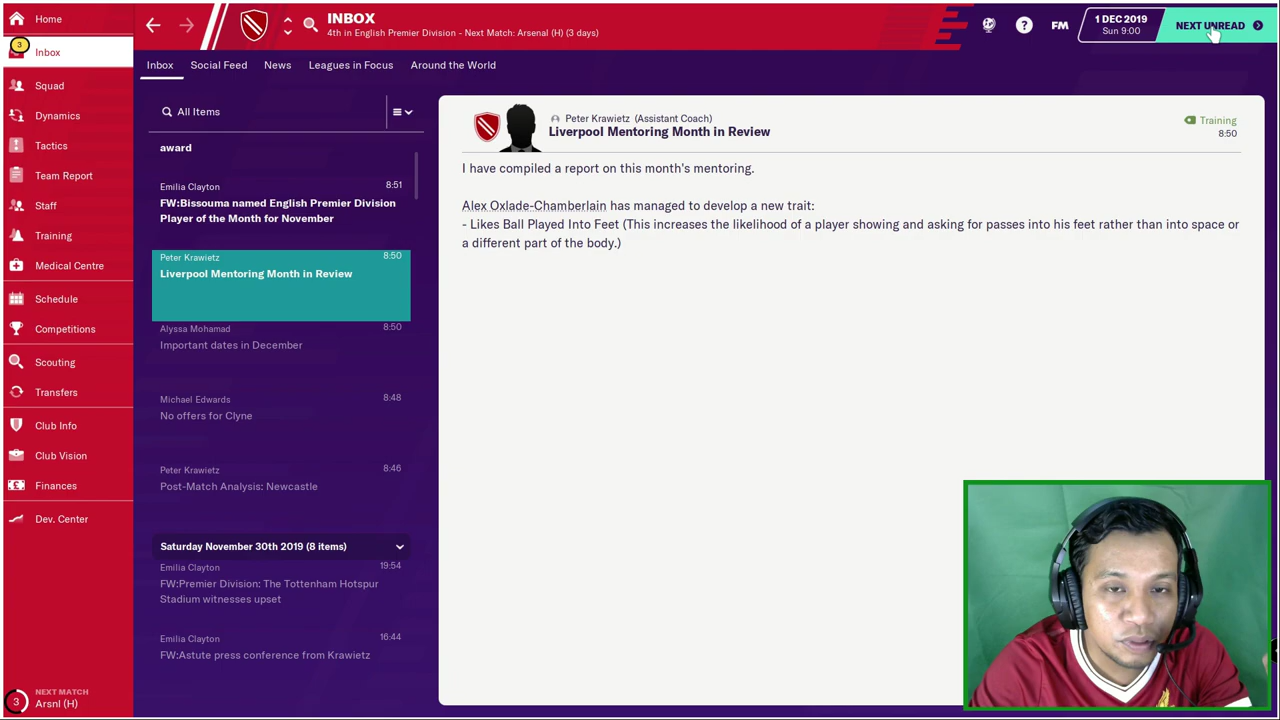 Home
3
Inbox
Squad
Dynamics
Tactics
Team Report
Staff
Training
Medical Centre
Schedule
Competitions
Scouting
Transfers
Club Info
Club Vision
Finances
Dev. Center
NEXT MATCH
3
Arsnl (H)
INBOX
4th in English Premier Division - Next Match: Arsenal (H) (3 days)
?
FM
1 DEC 2019
Sun 9:00
NEXT UNREAD
Inbox
Social Feed
News
Leagues in Focus
Around the World
All Items
award
Emilia Clayton 8:51
FW:Bissouma named English Premier Division
Player of the Month for November
Peter Krawietz 8:50
Liverpool Mentoring Month in Review
Alyssa Mohamad 8:50
Important dates in December
Michael Edwards 8:48
No offers for Clyne
Peter Krawietz 8:46
Post-Match Analysis: Newcastle
Saturday November 30th 2019 (8 items)
Emilia Clayton 19:54
FW:Premier Division: The Tottenham Hotspur
Stadium witnesses upset
Emilia Clayton 16:44
FW:Astute press conference from Krawietz
Peter Krawietz (Assistant Coach)
Liverpool Mentoring Month in Review
Training
8:50
I have compiled a report on this month's mentoring.
Alex Oxlade-Chamberlain has managed to develop a new trait:
- Likes Ball Played Into Feet (This increases the likelihood of a player showing and asking for passes into his feet rather than into space or
a different part of the body.)